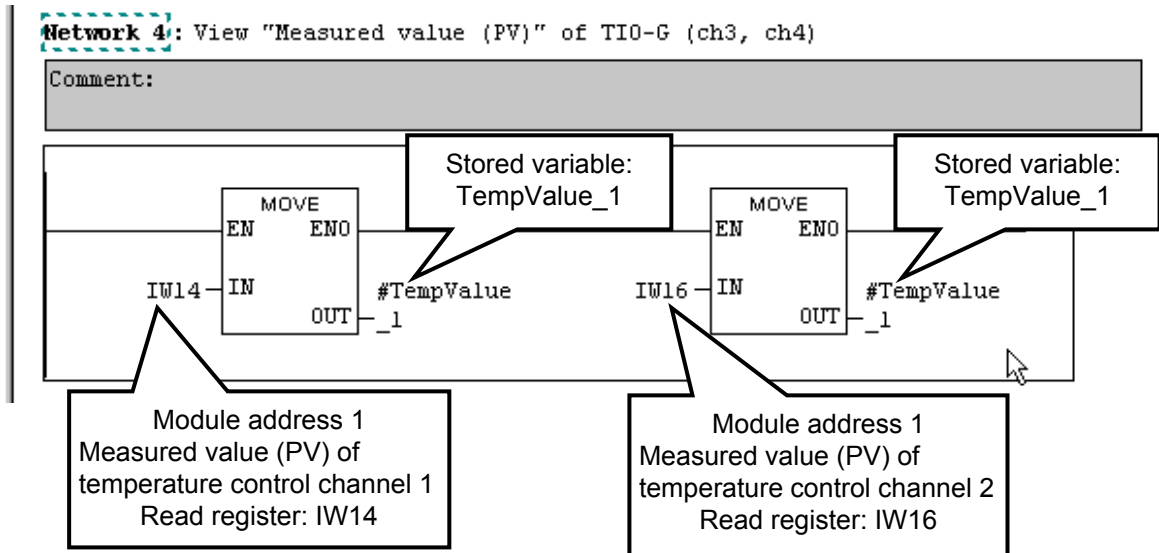 Network 4: View "Measured value (PV)" of TIO-G (ch3, ch4)
Comment:
Stored variable:
TempValue_1
Stored variable:
TempValue_1
MOVE
EN ENO
IW14 IN
#TempValue
OUT _1
MOVE
EN ENO
IW16 IN
#TempValue
OUT _1
Module address 1
Measured value (PV) of
temperature control channel 1
Read register: IW14
Module address 1
Measured value (PV) of
temperature control channel 2
Read register: IW16